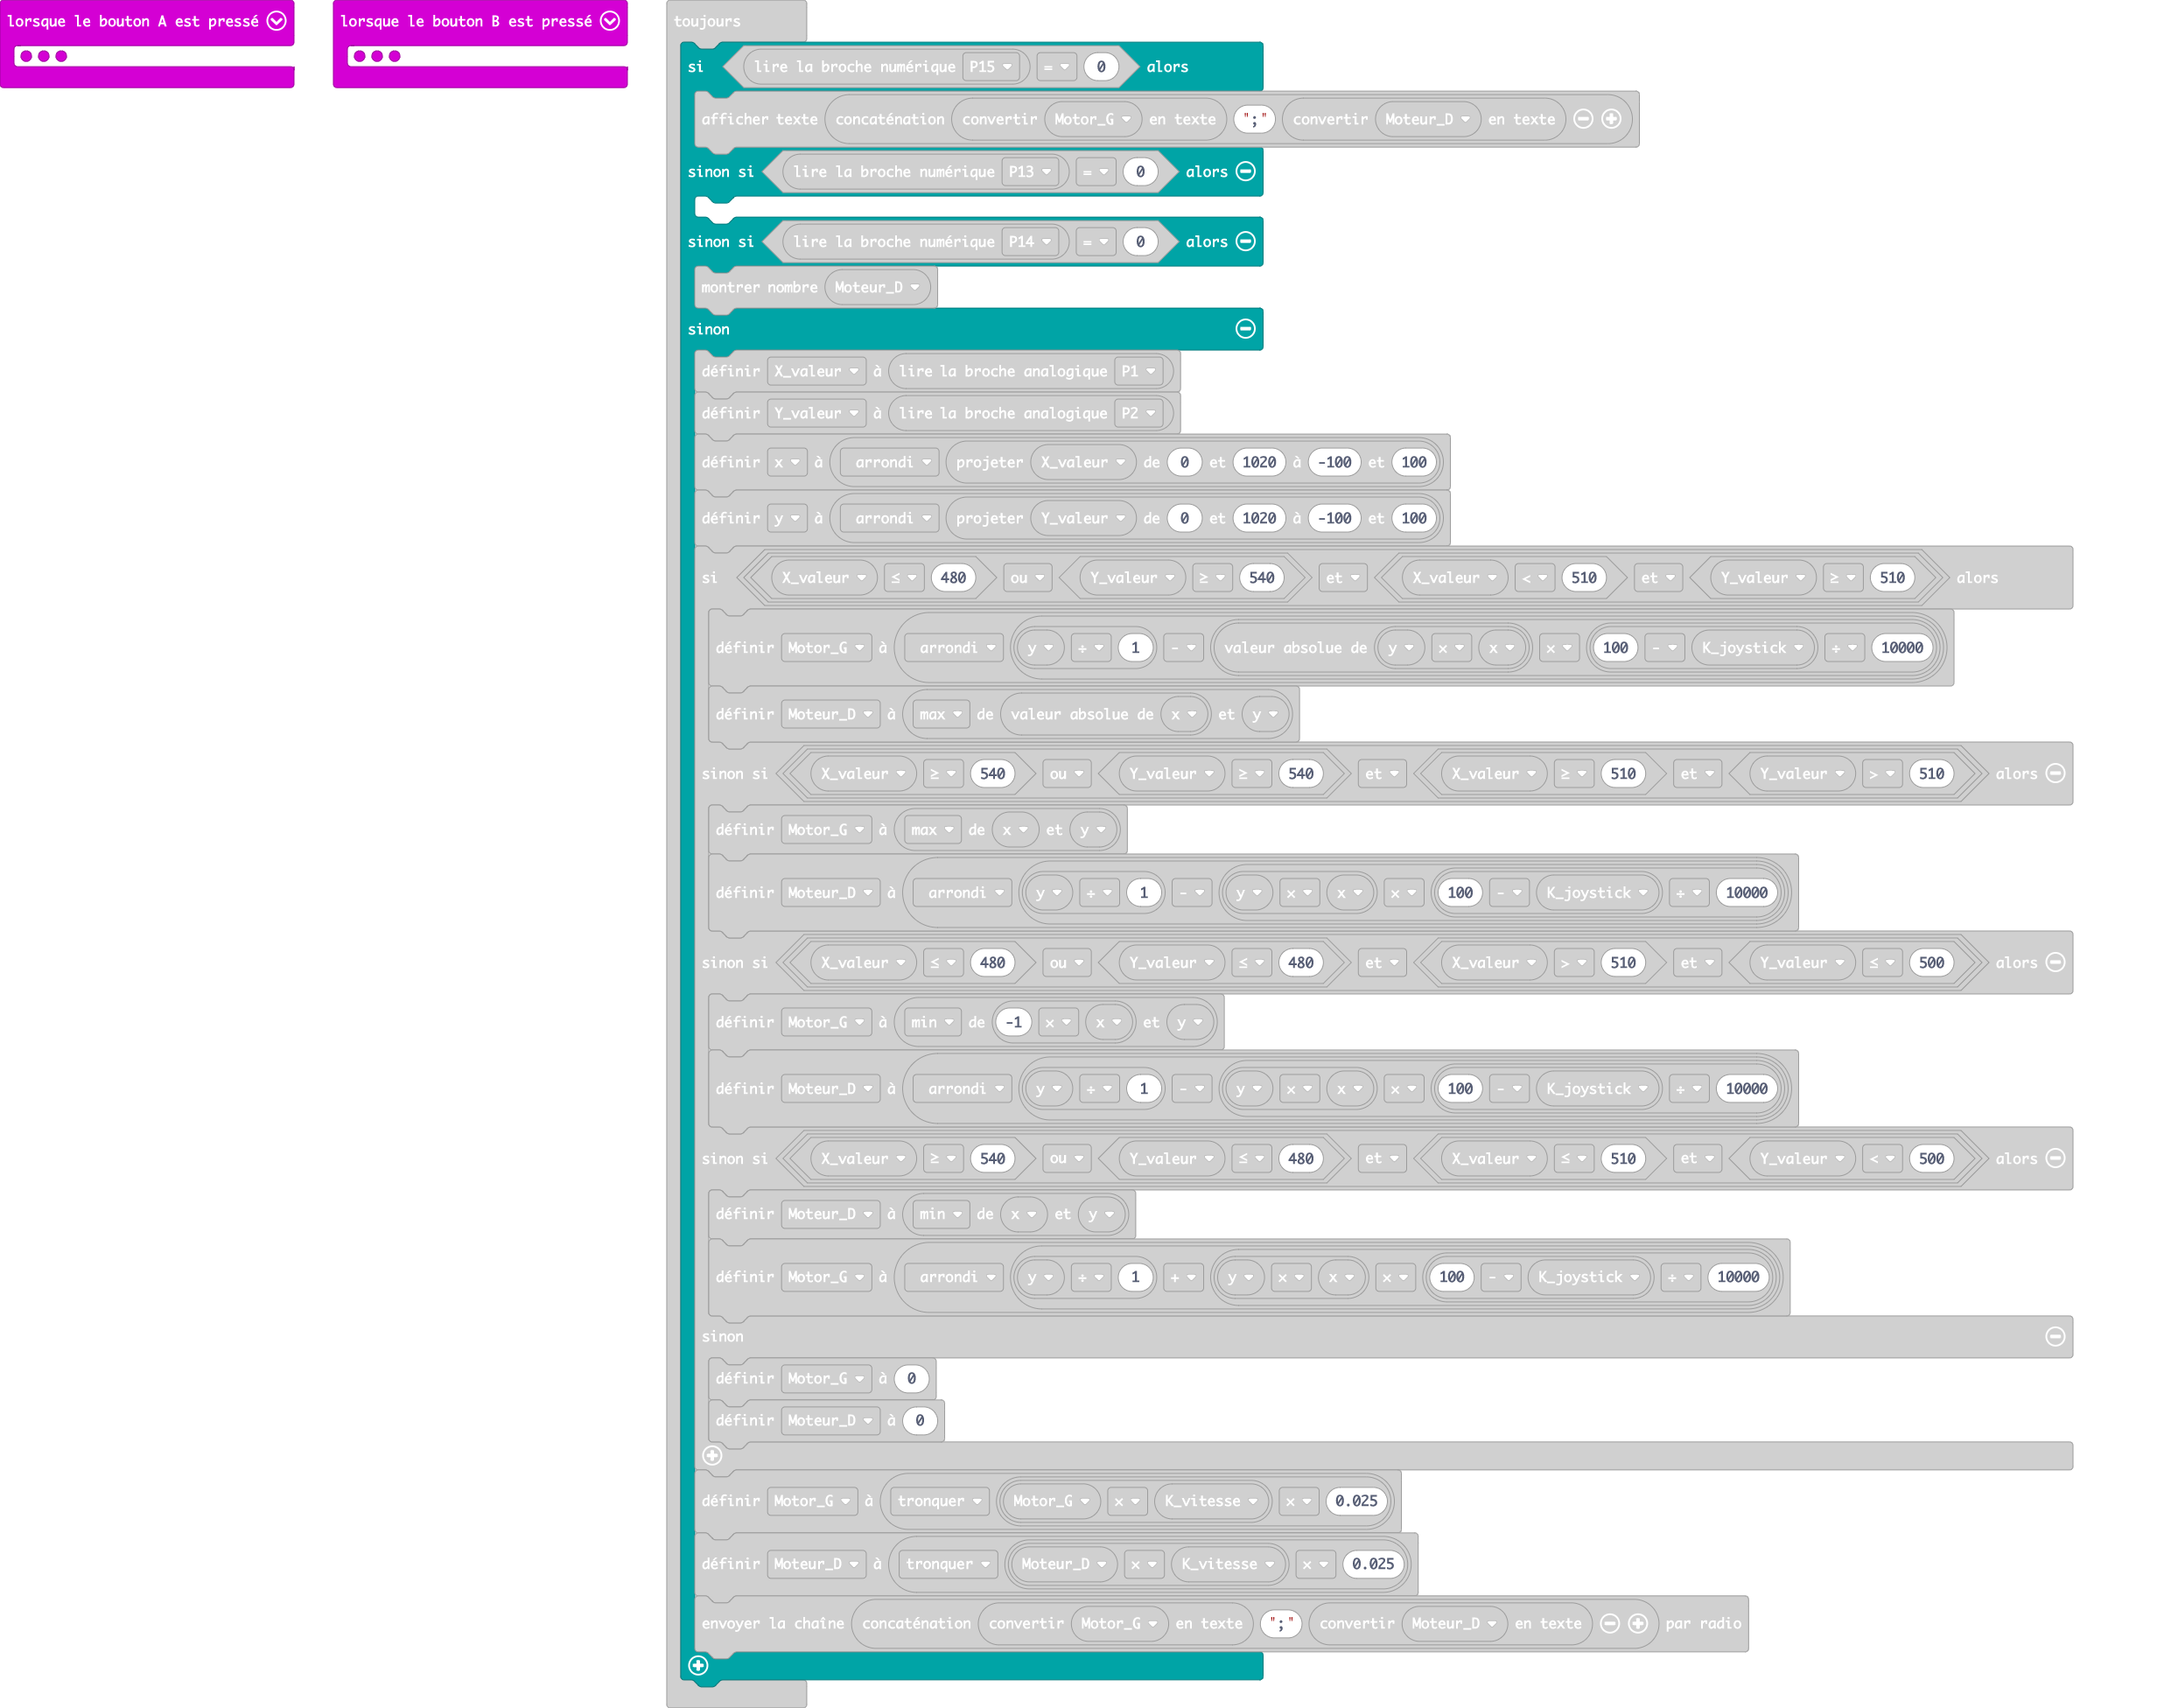 lorsque le bouton A est pressé
lorsque le bouton B est pressé
toujours
si lire la broche numérique P15 = 0 alors
afficher texte concaténation convertir Motor_G en texte ";" convertir Moteur_D en texte
sinon si lire la broche numérique P13 = 0 alors
sinon si lire la broche numérique P14 = 0 alors
montrer nombre Moteur_D
sinon
définir X_valeur à lire la broche analogique P1
définir Y_valeur à lire la broche analogique P2
définir x à arrondi projeter X_valeur de 0 et 1020 à -100 et 100
définir y à arrondi projeter Y_valeur de 0 et 1020 à -100 et 100
si X_valeur ≤ 480 ou Y_valeur ≥ 540 et X_valeur < 510 et Y_valeur ≥ 510 alors
définir Motor_G à arrondi y ÷ 1 - valeur absolue de y × x × 100 - K_joystick ÷ 10000
définir Moteur_D à max de valeur absolue de x et y
sinon si X_valeur ≥ 540 ou Y_valeur ≥ 540 et X_valeur ≥ 510 et Y_valeur > 510 alors
définir Motor_G à max de x et y
définir Moteur_D à arrondi y ÷ 1 - y × x × 100 - K_joystick ÷ 10000
sinon si X_valeur ≤ 480 ou Y_valeur ≤ 480 et X_valeur > 510 et Y_valeur ≤ 500 alors
définir Motor_G à min de -1 × x et y
définir Moteur_D à arrondi y ÷ 1 - y × x × 100 - K_joystick ÷ 10000
sinon si X_valeur ≥ 540 ou Y_valeur ≤ 480 et X_valeur ≤ 510 et Y_valeur < 500 alors
définir Moteur_D à min de x et y
définir Motor_G à arrondi y ÷ 1 + y × x × 100 - K_joystick ÷ 10000
sinon
définir Motor_G à 0
définir Moteur_D à 0
définir Motor_G à tronquer Motor_G × K_vitesse × 0.025
définir Moteur_D à tronquer Moteur_D × K_vitesse × 0.025
envoyer la chaîne concaténation convertir Motor_G en texte ";" convertir Moteur_D en texte par radio